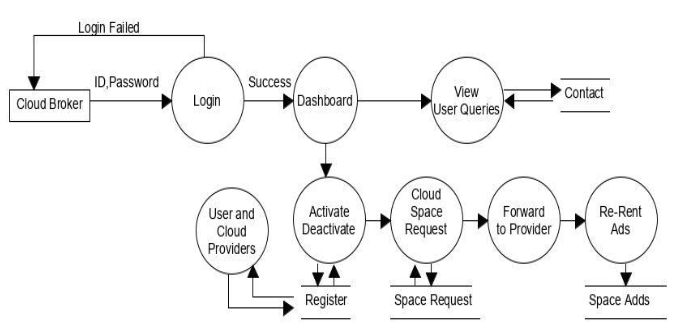 Login Failed
ID,Password
Success
Cloud Broker
Login
Dashboard
View
User Queries
Contact
User and
Cloud
Providers
Activate
Deactivate
Cloud
Space
Request
Forward
to Provider
Re-Rent
Ads
Register
Space Request
Space Adds